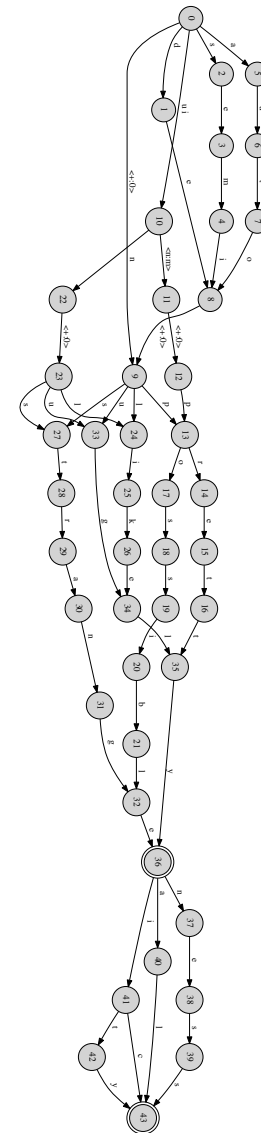 0
a
s
d
5
2
1
u i
e
6
3
e
<+:0>
m
7
4
10
o
i
n
<n:m>
8
22
11
<+:0>
<+:0>
<+:0>
23
9
12
p
s
u
l
s
u
l
p
27
33
24
13
o
r
t
i
28
25
17
14
r
k
s
e
g
29
26
18
15
a
e
s
t
30
34
19
16
n
i
l
t
20
35
31
b
g
21
l
y
32
e
36
i
a
n
37
40
e
41
38
l
t
c
s
42
39
y
s
43